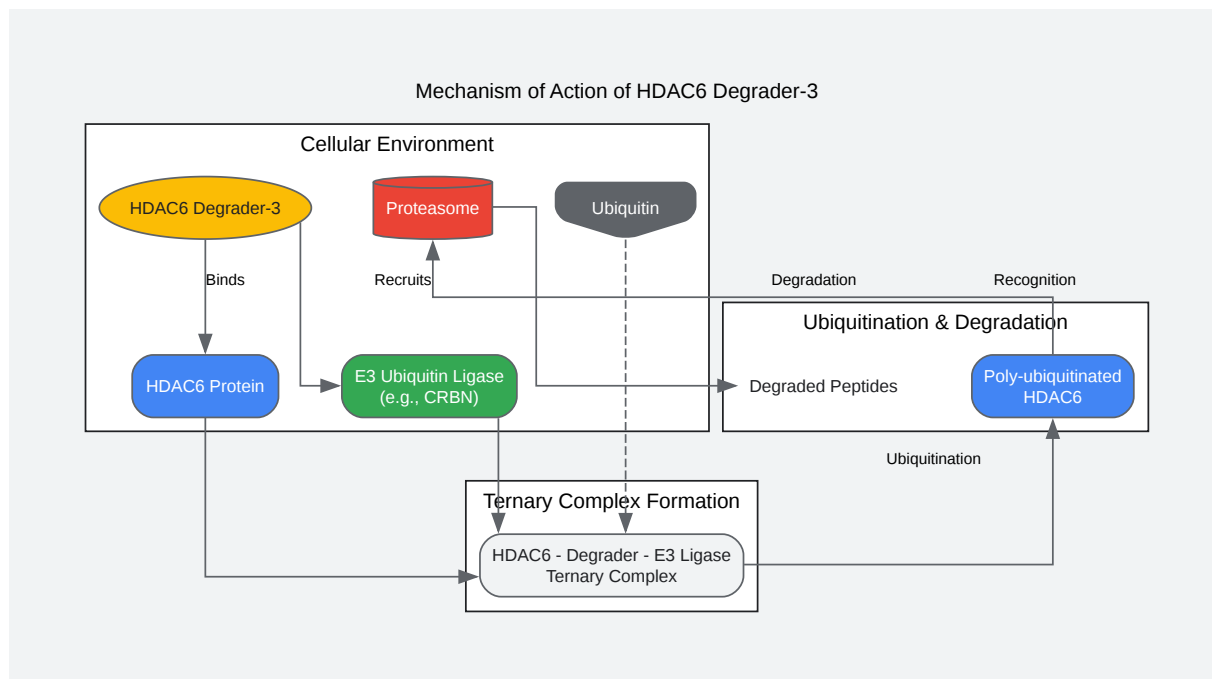 Mechanism of Action of HDAC6 Degrader-3
Cellular Environment
HDAC6 Degrader-3
Proteasome
Ubiquitin
Binds
Recruits
Degradation
Recognition
Ubiquitination & Degradation
HDAC6 Protein
E3 Ubiquitin Ligase
(e.g., CRBN)
Degraded Peptides
Poly-ubiquitinated
HDAC6
Ubiquitination
Ternary Complex Formation
HDAC6 - Degrader - E3 Ligase
Ternary Complex